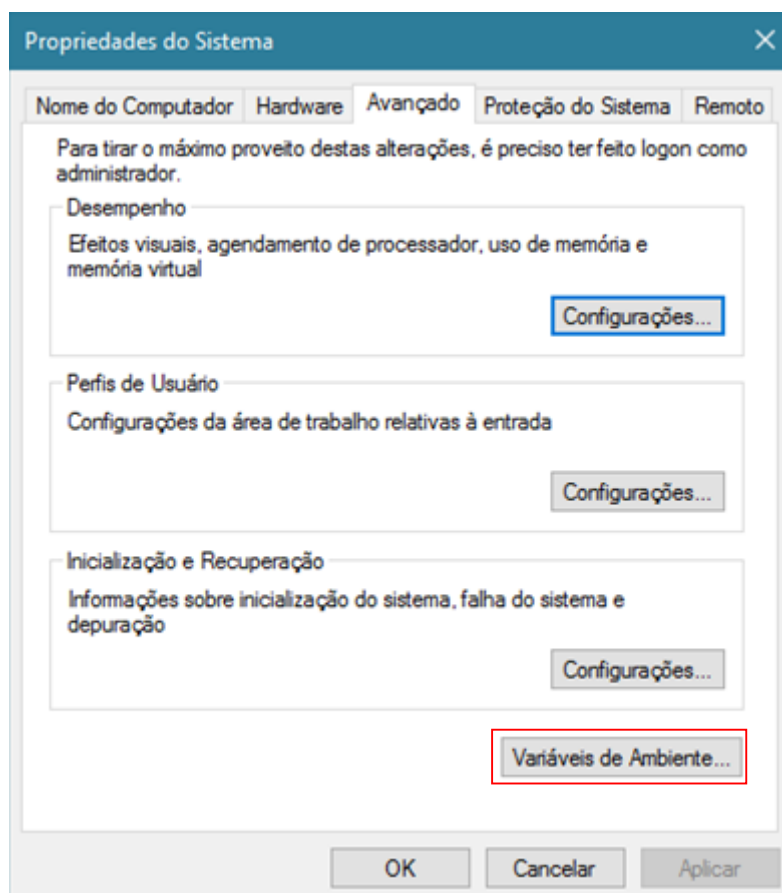 Propriedades do Sistema
Nome do Computador Hardware Avançado Proteção do Sistema Remoto
Para tirar o máximo proveito destas alterações, é preciso ter feito logon como
administrador.
Desempenho
Efeitos visuais, agendamento de processador, uso de memória e
memória virtual
Configurações...
Perfis de Usuário
Configurações da área de trabalho relativas à entrada
Configurações...
Inicialização e Recuperação
Informações sobre inicialização do sistema, falha do sistema e
depuração
Configurações...
Variáveis de Ambiente...
OK Cancelar Aplicar